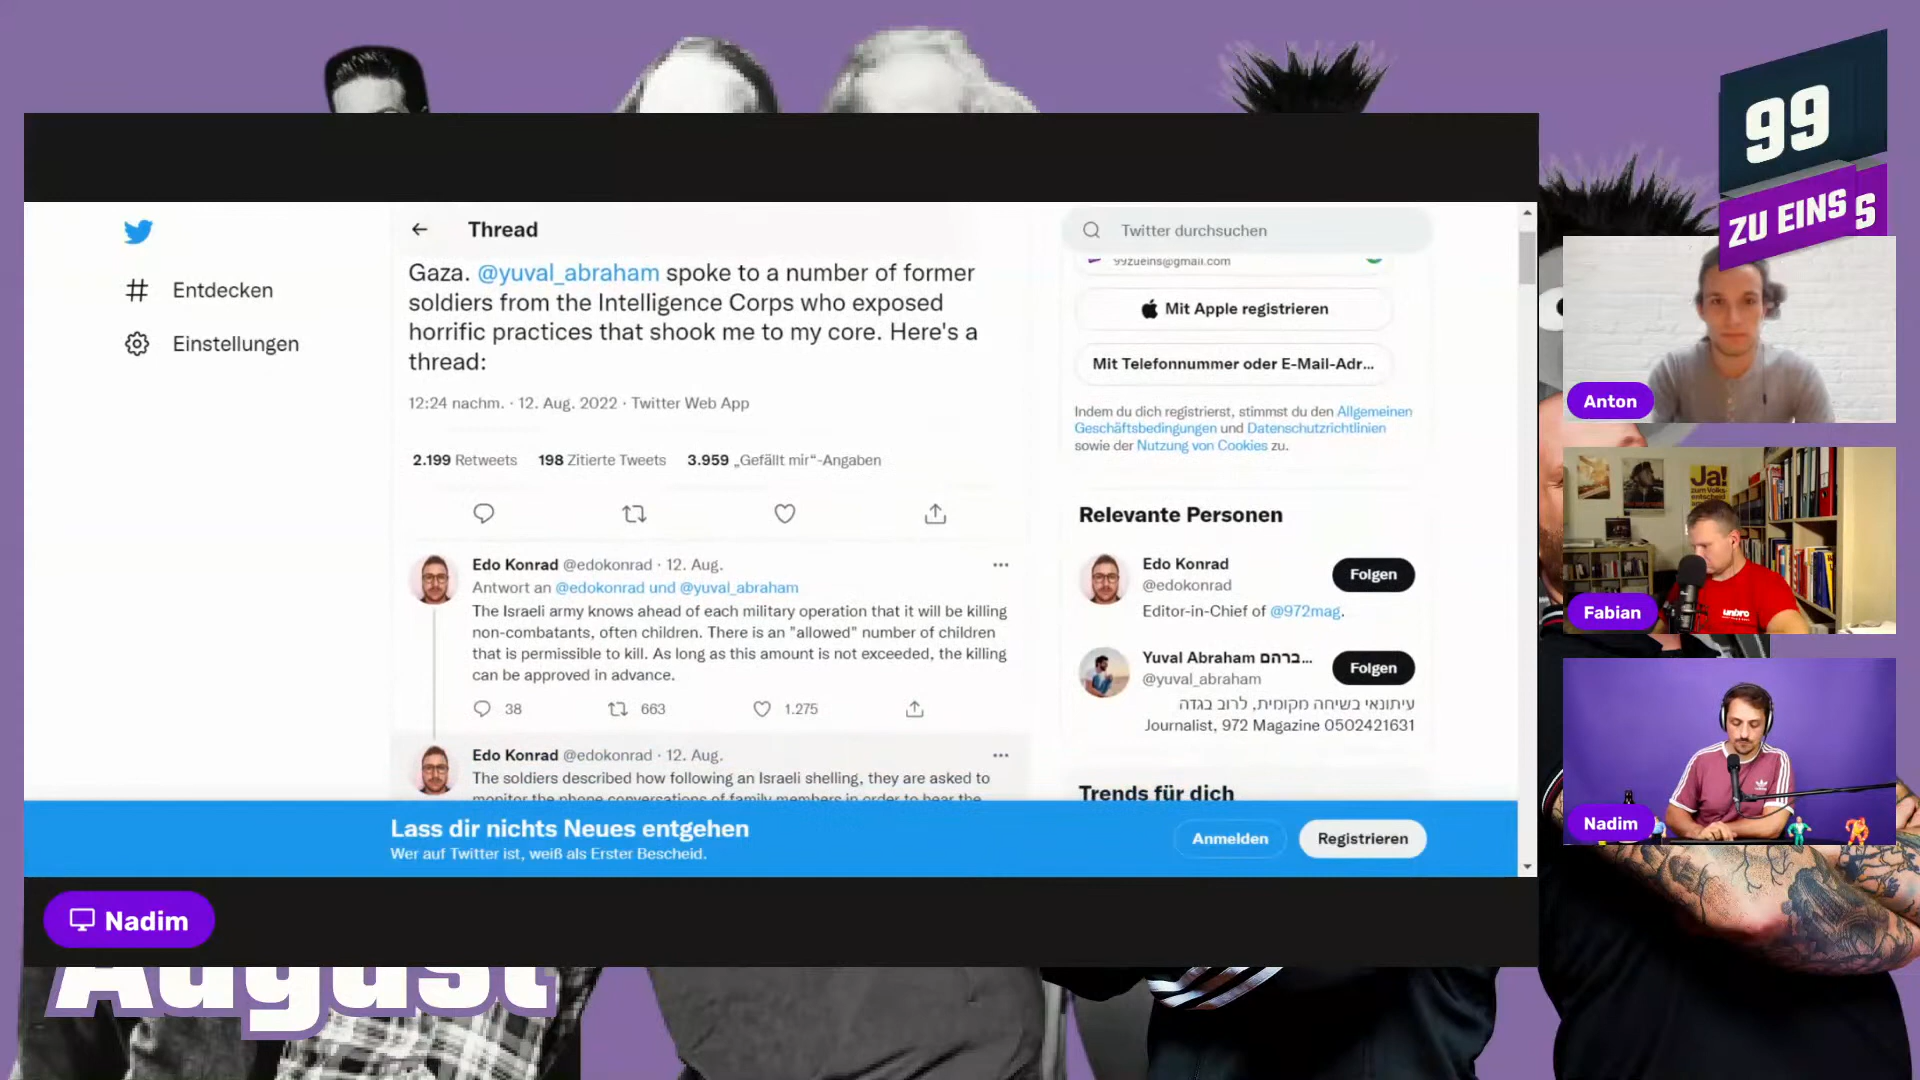 99
ZU EINS
S
Thread
Twitter durchsuchen
Entdecken
Einstellungen
Gaza. @yuval_abraham spoke to a number of former
soldiers from the Intelligence Corps who exposed
horrific practices that shook me to my core. Here's a
thread:
12:24 nachm. · 12. Aug. 2022 · Twitter Web App
2.199 Retweets 198 Zitierte Tweets 3.959 „Gefällt mir“-Angaben
Edo Konrad @edokonrad · 12. Aug.
Antwort an @edokonrad und @yuval_abraham
The Israeli army knows ahead of each military operation that it will be killing
non-combatants, often children. There is an "allowed" number of children
that is permissible to kill. As long as this amount is not exceeded, the killing
can be approved in advance.
38 663 1.275
Edo Konrad @edokonrad · 12. Aug.
The soldiers described how following an Israeli shelling, they are asked to
monitor the phone conversations of family members in order to hear the
99zueins@gmail.com
Mit Apple registrieren
Mit Telefonnummer oder E-Mail-Adr...
Indem du dich registrierst, stimmst du den Allgemeinen
Geschäftsbedingungen und Datenschutzrichtlinien
sowie der Nutzung von Cookies zu.
Relevante Personen
Edo Konrad
@edokonrad
Folgen
Editor-in-Chief of @972mag.
Yuval Abraham ברהם...
@yuval_abraham
Folgen
עיתונאי בשיחה מקומית, לרוב בגדה
Journalist, 972 Magazine 0502421631
Trends für dich
Lass dir nichts Neues entgehen
Wer auf Twitter ist, weiß als Erster Bescheid.
Anmelden
Registrieren
Nadim
August
Anton
Ja!
zum Volks-
entscheid
unbro
Fabian
Nadim